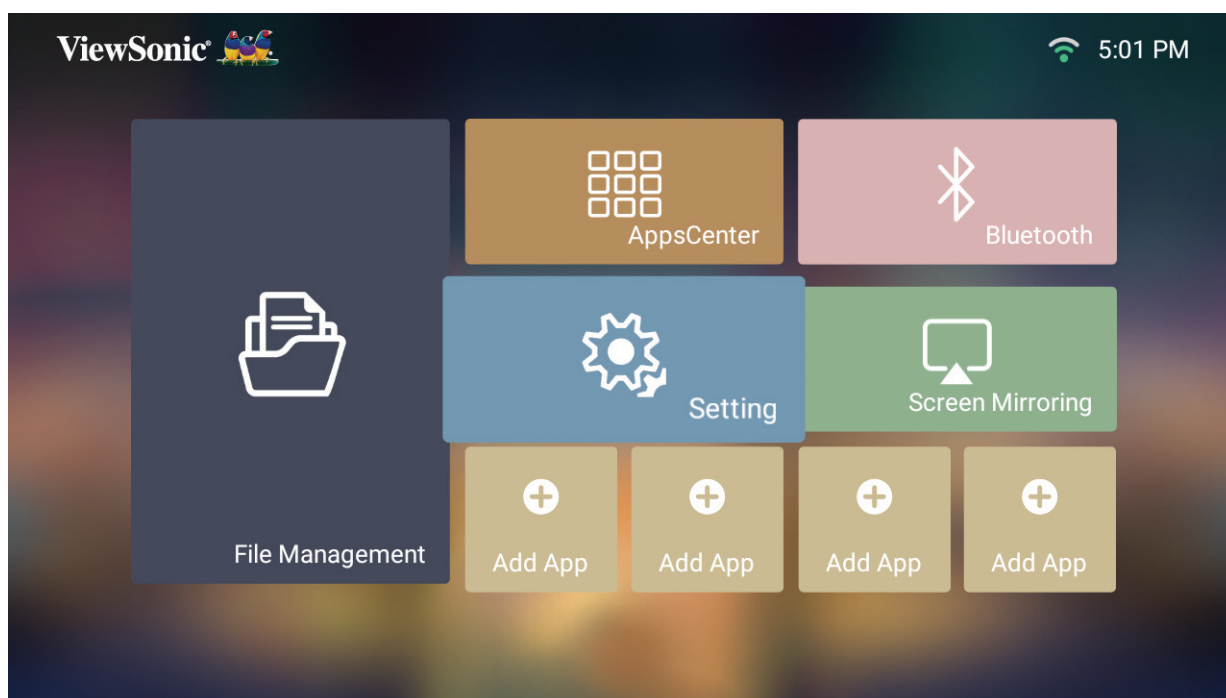 ViewSonic®
5:01 PM
AppsCenter
Bluetooth
Setting
Screen Mirroring
File Management
Add App
Add App
Add App
Add App